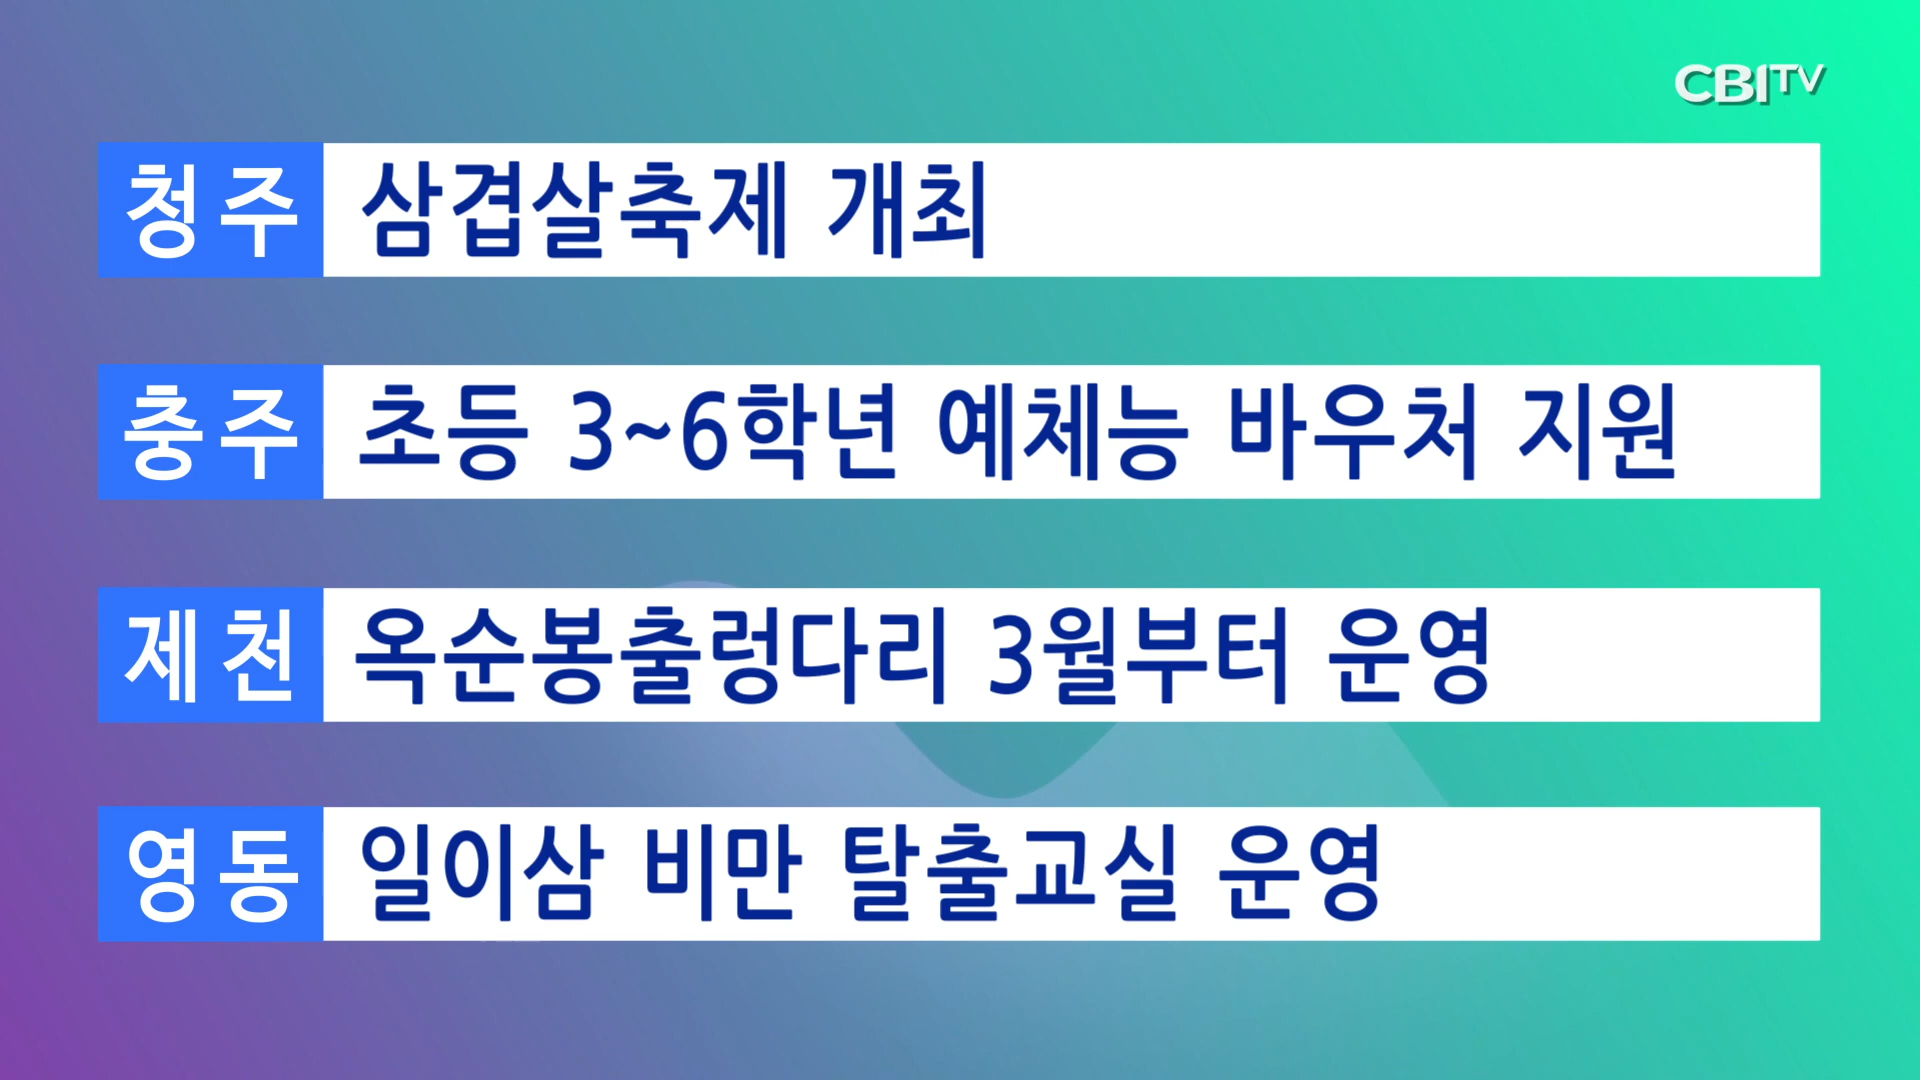 CBITV
청주 삼겹살축제 개최
충주 초등 3~6학년 예체능 바우처 지원
제천 옥순봉출렁다리 3월부터 운영
영동 일이삼 비만 탈출교실 운영